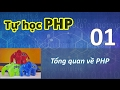 Tự học PHP
01
Tổng quan về PHP